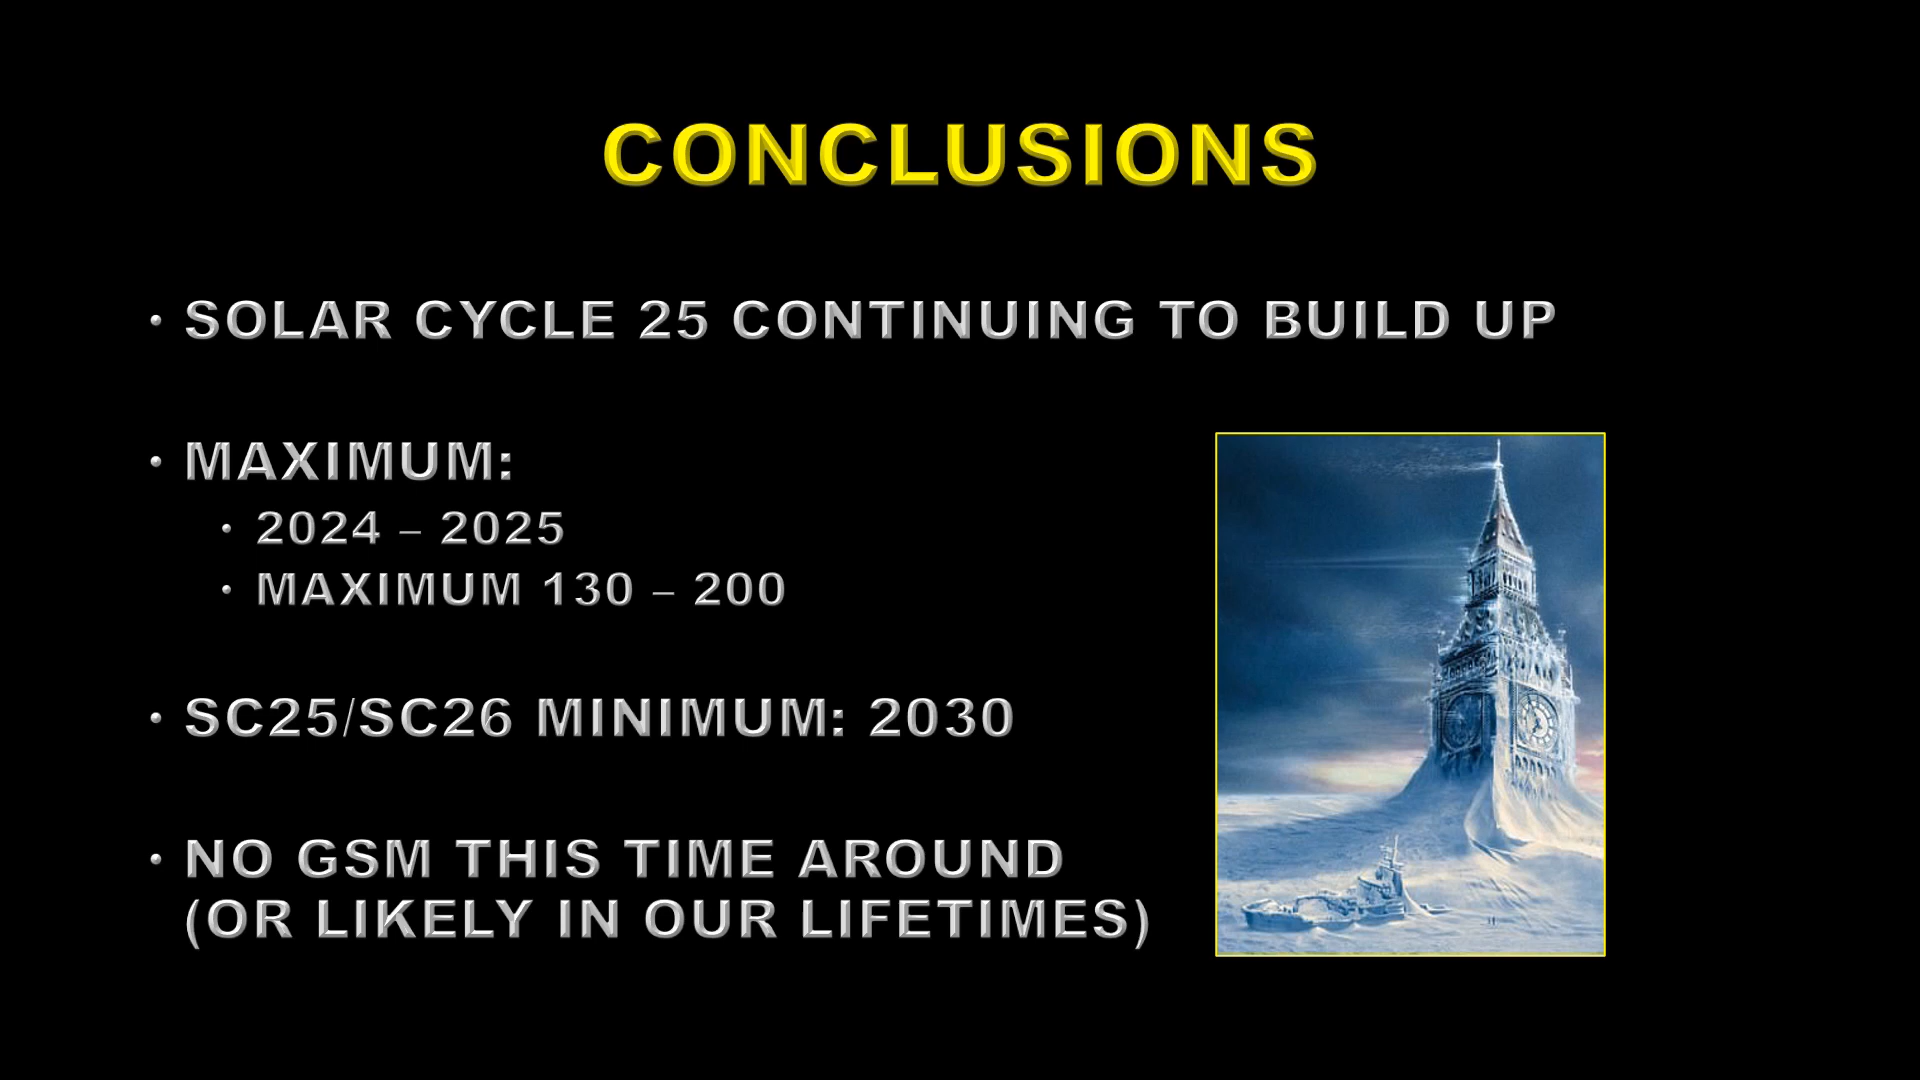 CONCLUSIONS
• SOLAR CYCLE 25 CONTINUING TO BUILD UP
• MAXIMUM:
• 2024 – 2025
• MAXIMUM 130 – 200
• SC25/SC26 MINIMUM: 2030
• NO GSM THIS TIME AROUND
(OR LIKELY IN OUR LIFETIMES)